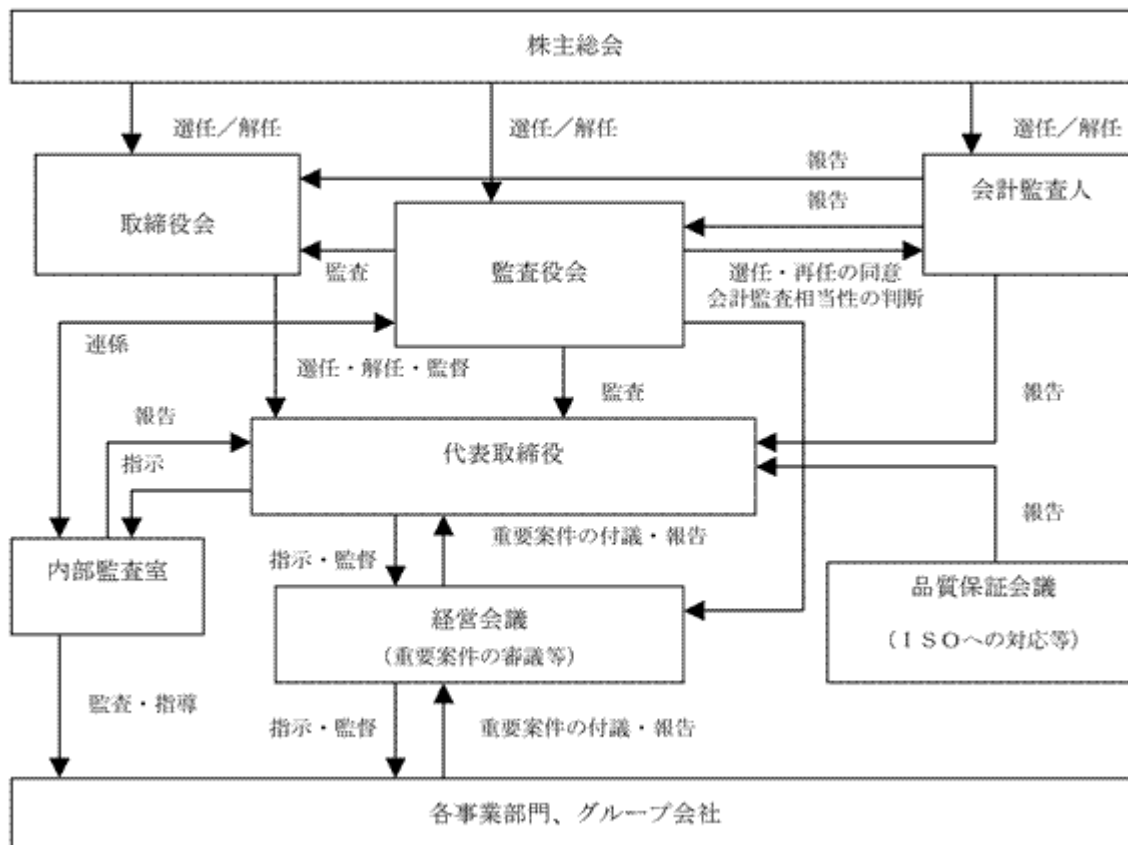 株主総会
選任／解任
選任／解任
選任／解任
報告
会計監査人
報告
取締役会
監査役会
監査
選任・再任の同意
会計監査相当性の判断
連係
選任・解任・監督
監査
報告
報告
代表取締役
指示
報告
重要案件の付議・報告
指示・監督
内部監査室
品質保証会議
経営会議
（ＩＳＯへの対応等）
（重要案件の審議等）
監査・指導
指示・監督
重要案件の付議・報告
各事業部門、グループ会社